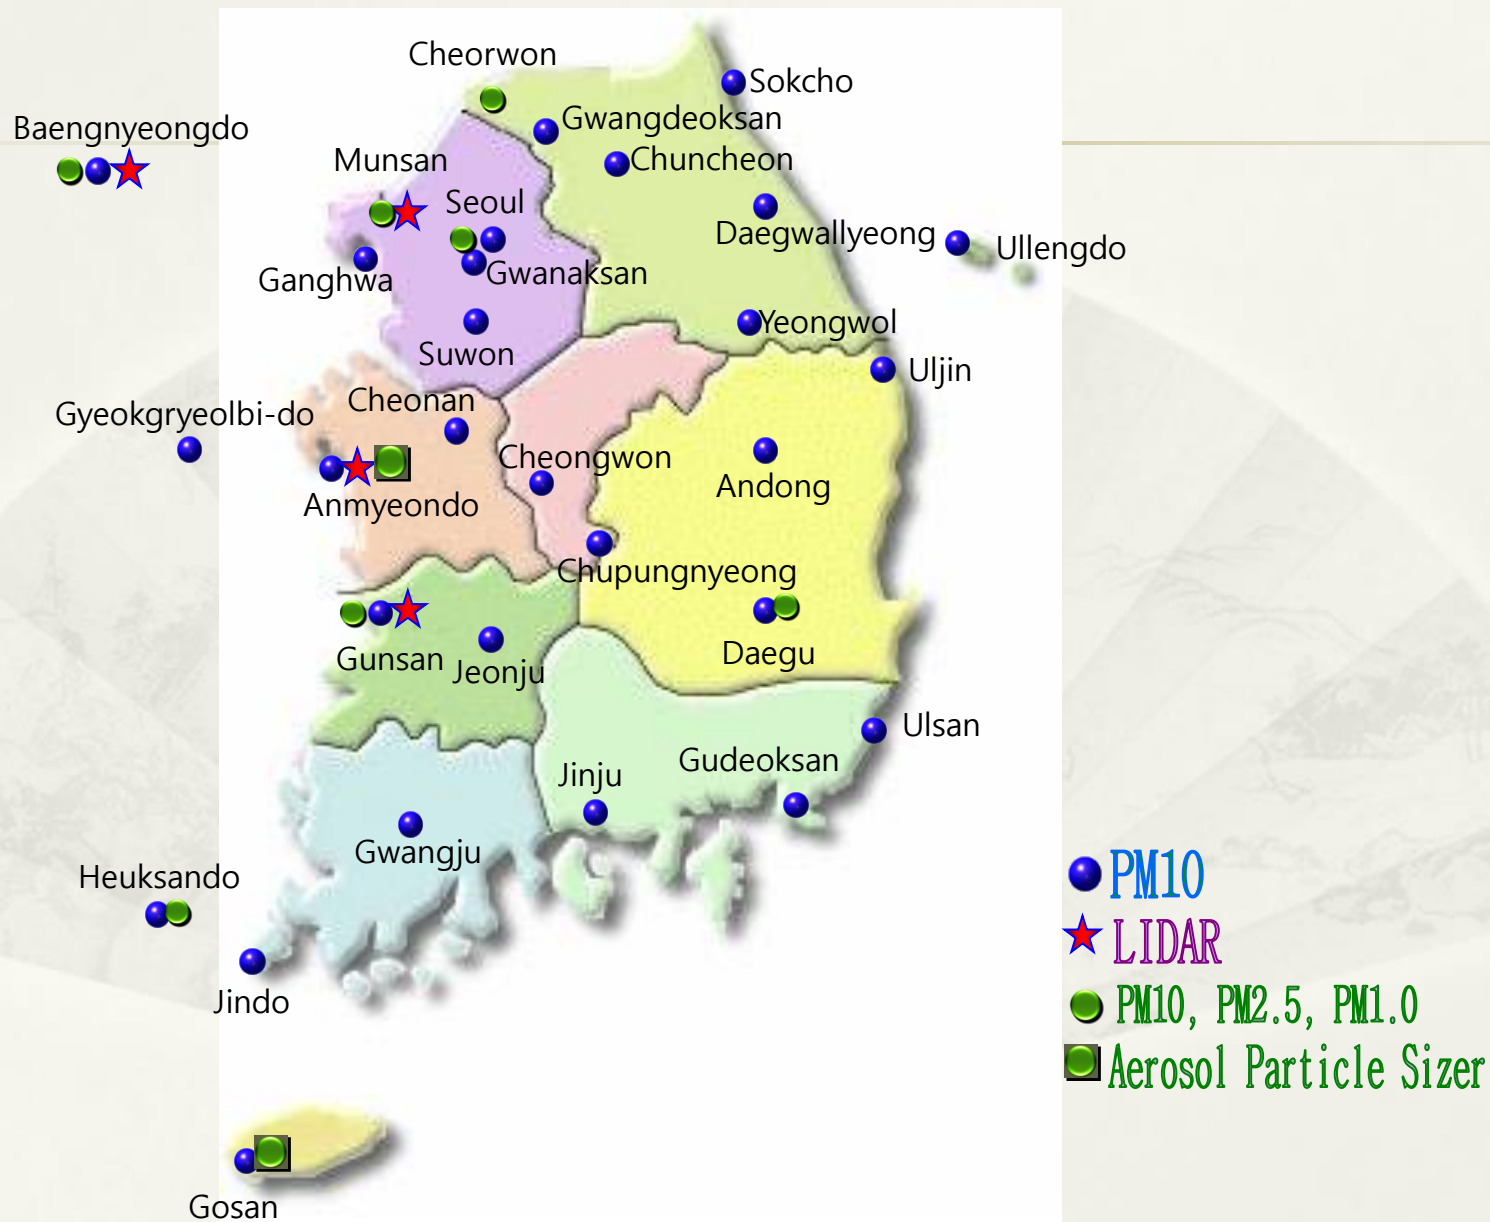 Cheorwon
Sokcho
Gwangdeoksan
Baengnyeongdo
Munsan
Chuncheon
Seoul
Daegwallyeong
Ullengdo
Ganghwa
Gwanaksan
Yeongwol
Suwon
Uljin
Cheonan
Gyeokgryeolbi-do
Cheongwon
Andong
Anmyeondo
Chupungnyeong
Gunsan
Jeonju
Daegu
Ulsan
Gudeoksan
Jinju
Gwangju
Heuksando
Jindo
Gosan
PM10
LIDAR
PM10, PM2.5, PM1.0
Aerosol Particle Sizer